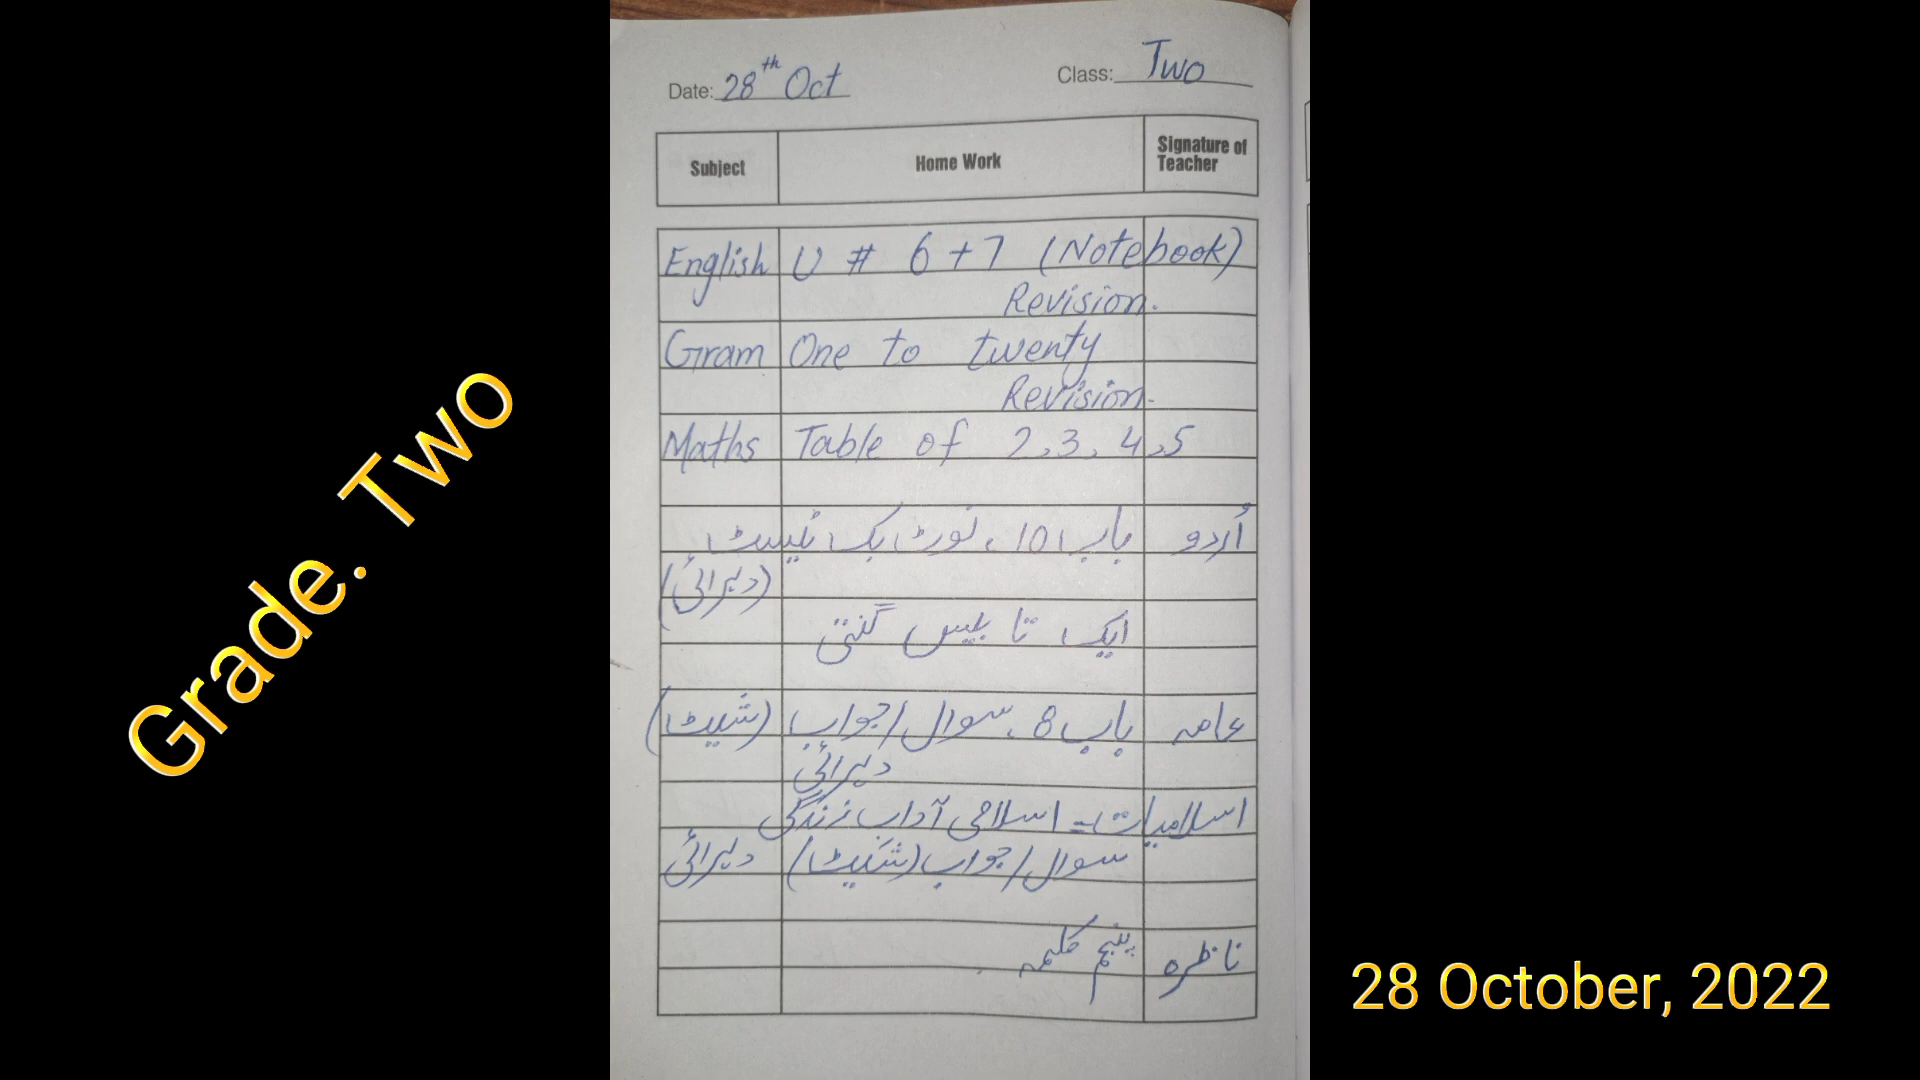 Date: 28th Oct Class: Two
Subject Home Work Signature of Teacher
English U # 6 + 7 (Notebook)
Revision.
Gram One to twenty
Revision.
Maths Table of 2, 3, 4, 5
اُردو باب 10، نوٹ بک ٹیسٹ
(دہرائی)
ایک تا بیس گنتی
عامہ باب 8، سوال/جواب (شیٹ)
دہرائی
اسلامیات = اسلامی آداب زندگی
سوال/جواب (شیٹ) دہرائی
ناظرہ پنجم کلمہ
Grade. Two
28 October, 2022